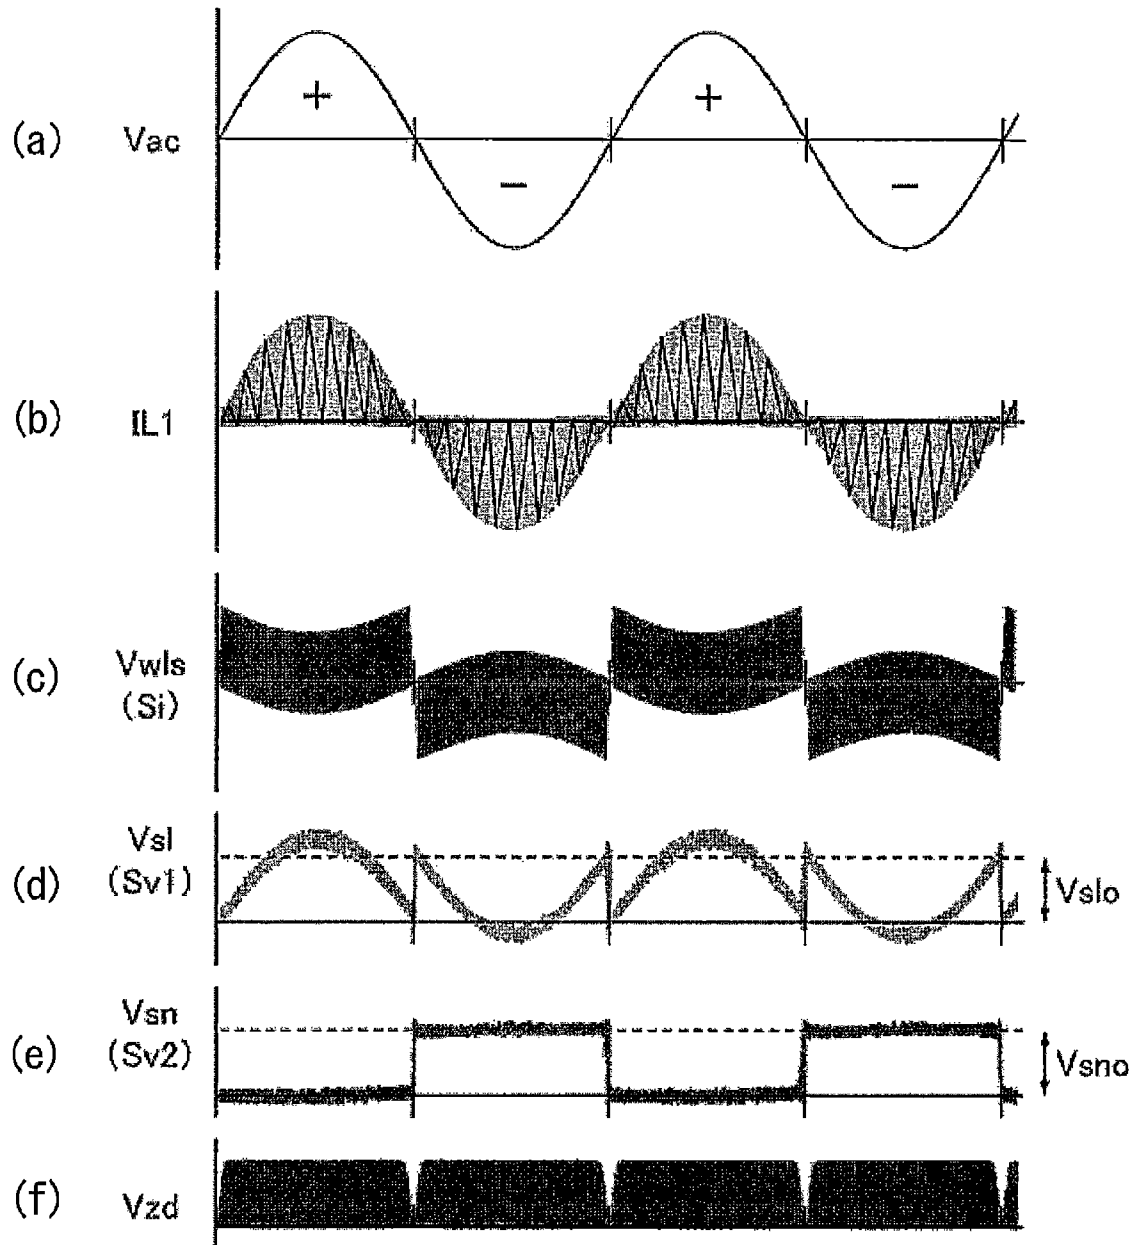 (a) Vac
+ +
− −
(b) IL1
(c) Vwls
(Si)
(d) Vsl
(Sv1)
Vslo
(e) Vsn
(Sv2)
Vsno
(f) Vzd